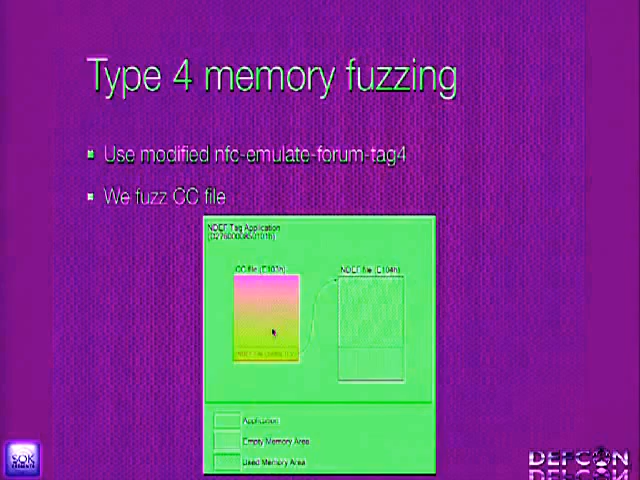 Type 4 memory fuzzing
Use modified nfc-emulate-forum-tag4
We fuzz CC file
NDEF Tag Application
CC file (E103h)
NDEF file (E104h)
Application
Empty Memory Area
Used Memory Area
SOK
DEFCON